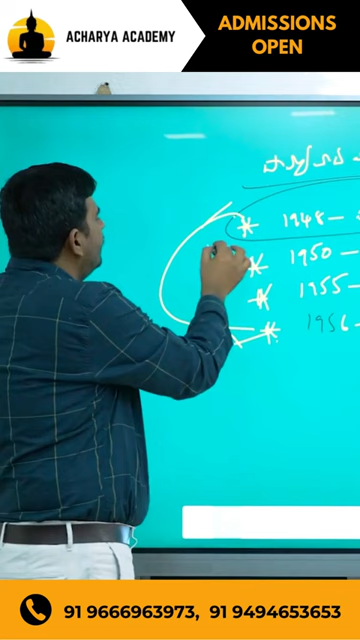 ACHARYA ACADEMY
ADMISSIONS
OPEN
1948 –
1950 –
1955 –
1956 –
91 9666963973, 91 9494653653